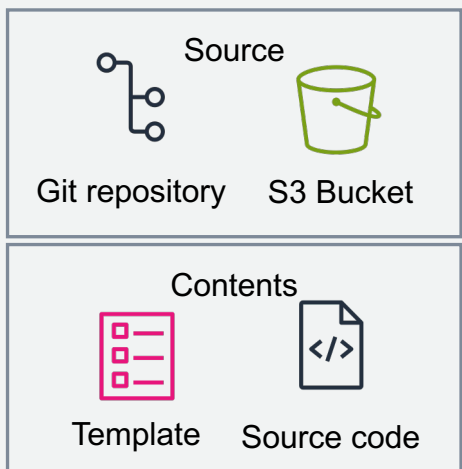 Source
Git repository S3 Bucket
Contents
</>
Template Source code